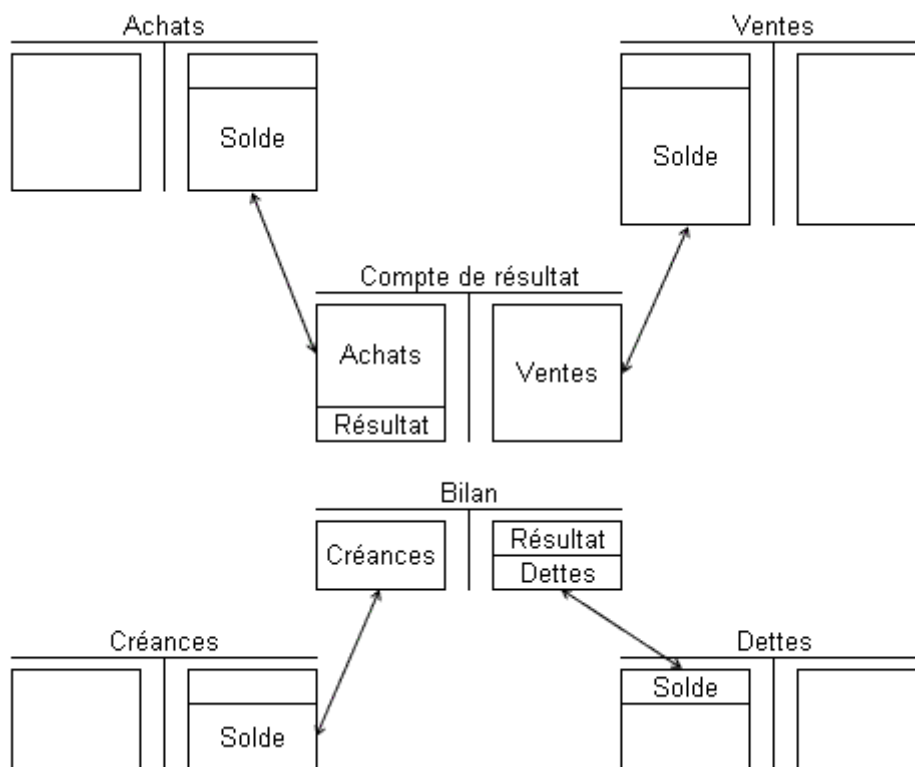 Achats
Ventes
Solde
Solde
Compte de résultat
Achats
Ventes
Résultat
Bilan
Créances
Résultat
Dettes
Créances
Dettes
Solde
Solde